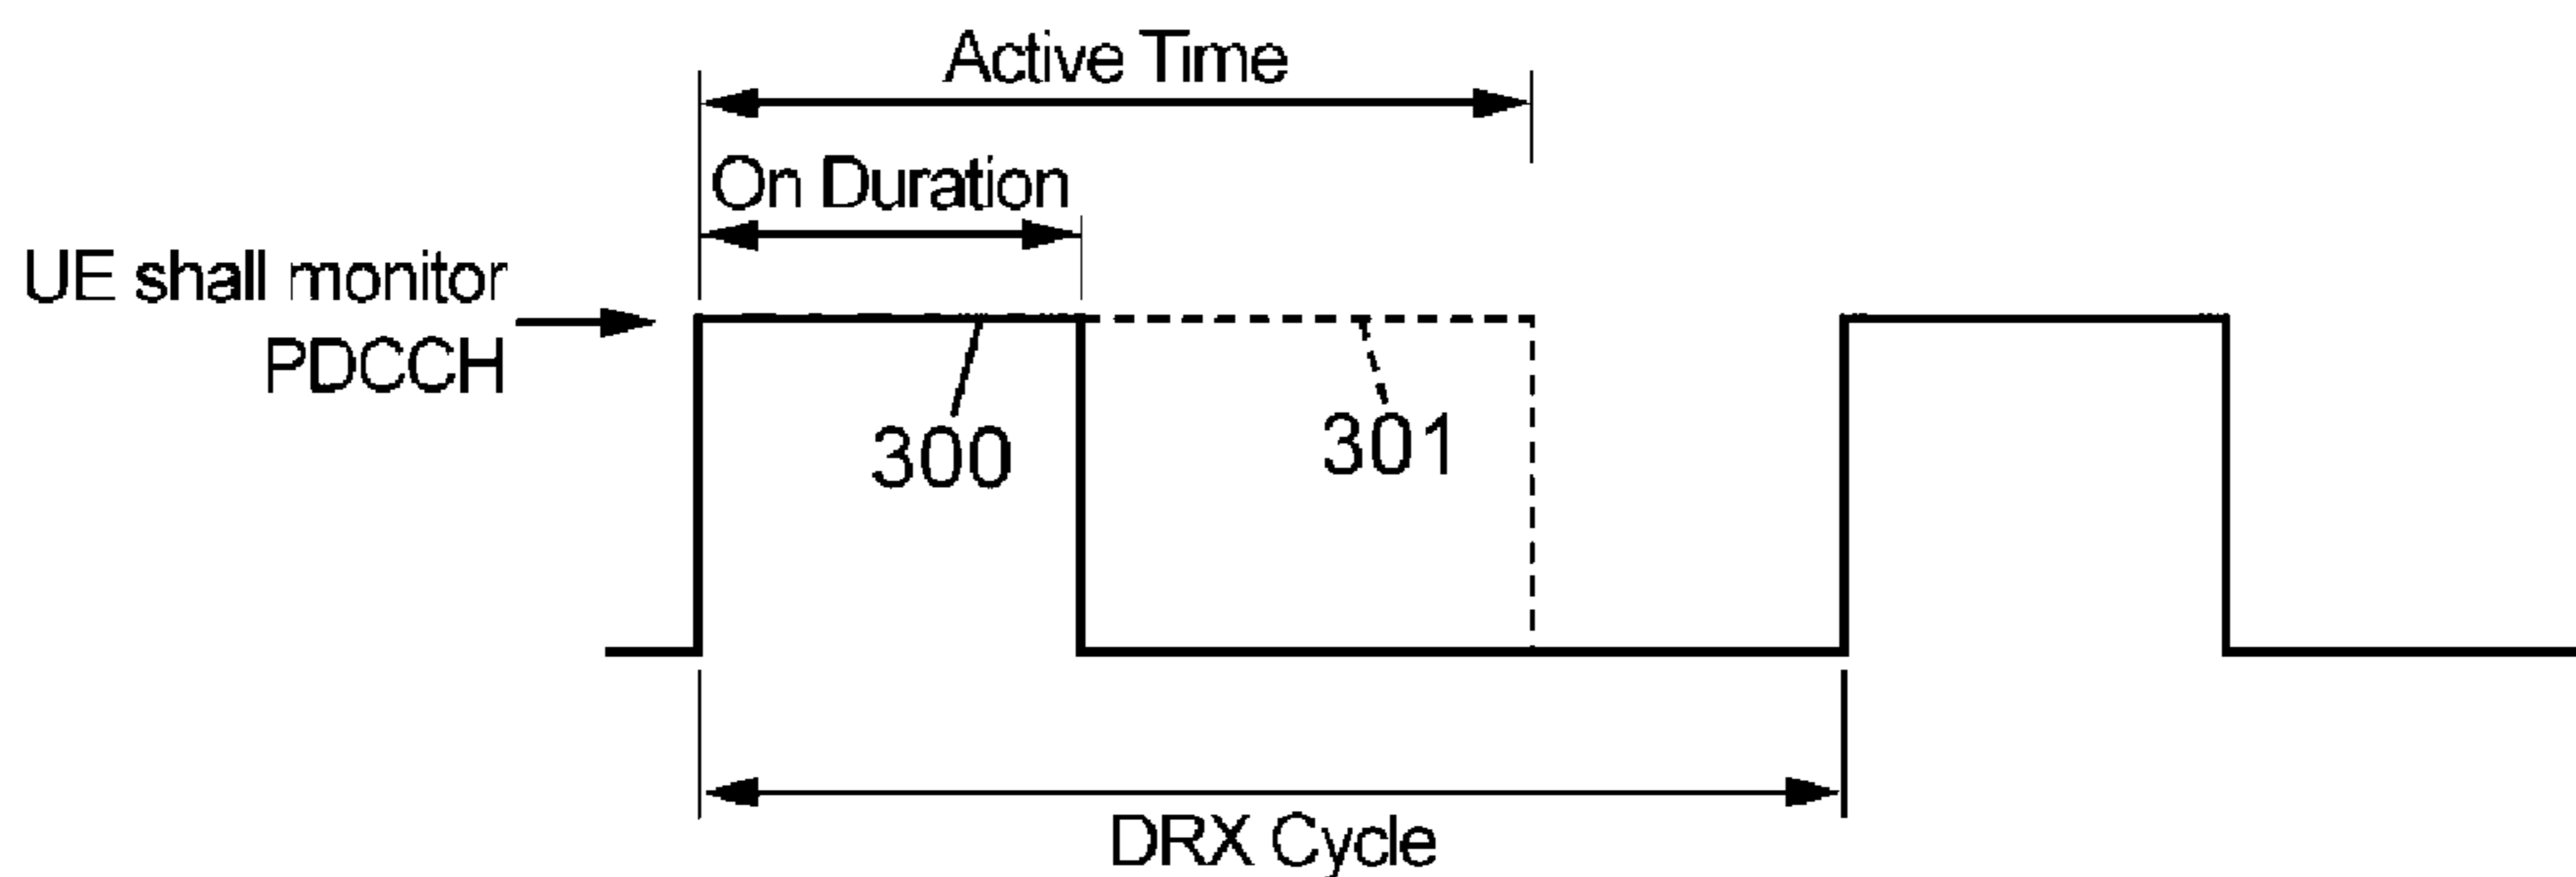 Active Time
On Duration
UE shall monitor
PDCCH
300
301
DRX Cycle